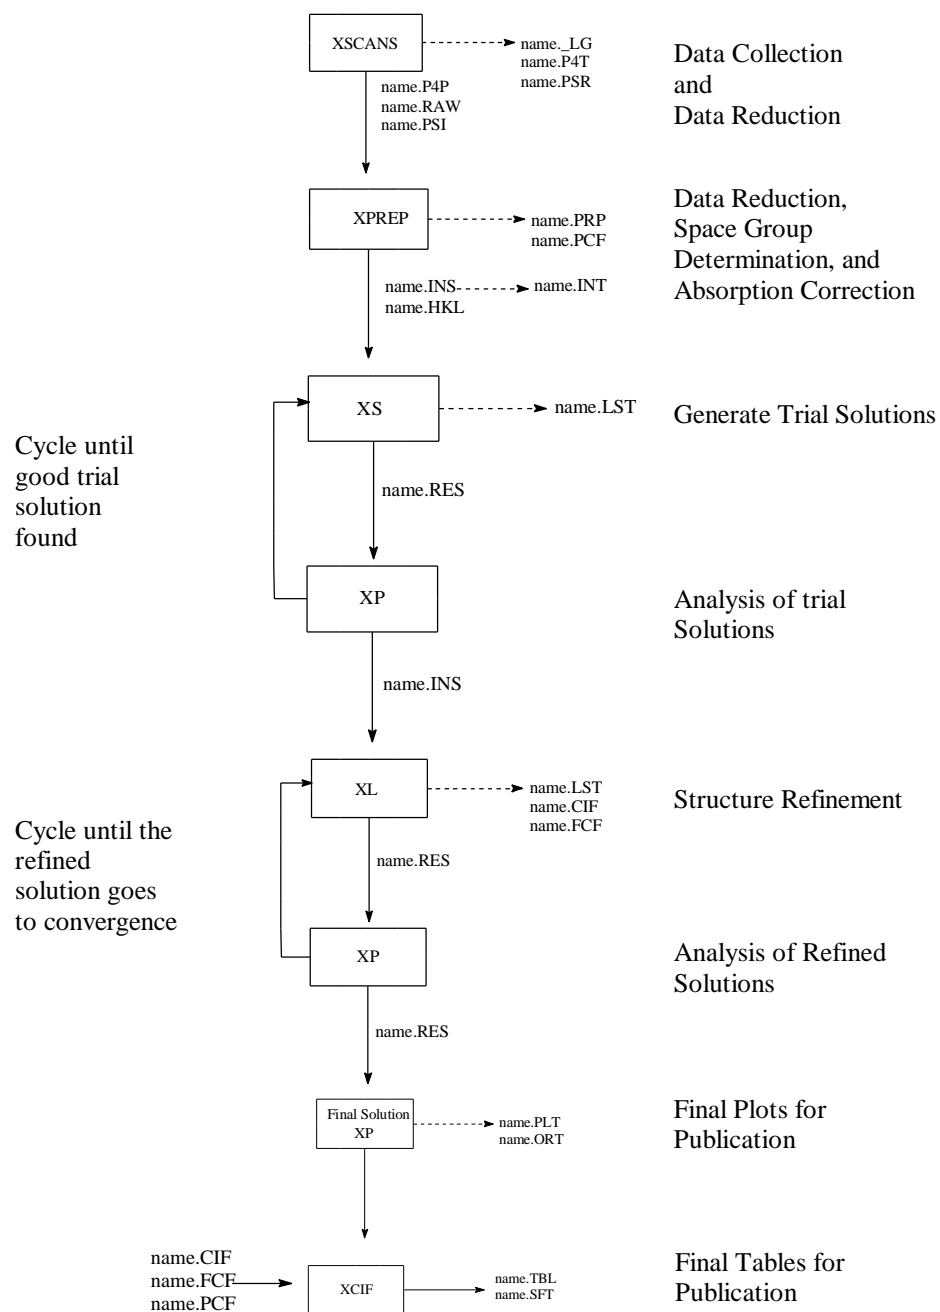 XSCANS
name._LG
name.P4T
name.PSR
Data Collection
and
Data Reduction
name.P4P
name.RAW
name.PSI
XPREP
name.PRP
name.PCF
Data Reduction,
Space Group
Determination, and
Absorption Correction
name.INS
name.HKL
name.INT
XS
name.LST
Generate Trial Solutions
Cycle until
good trial
solution
found
name.RES
XP
Analysis of trial
Solutions
name.INS
XL
name.LST
name.CIF
name.FCF
Structure Refinement
Cycle until the
refined
solution goes
to convergence
name.RES
XP
Analysis of Refined
Solutions
name.RES
Final Solution
XP
name.PLT
name.ORT
Final Plots for
Publication
name.CIF
name.FCF
name.PCF
XCIF
name.TBL
name.SFT
Final Tables for
Publication